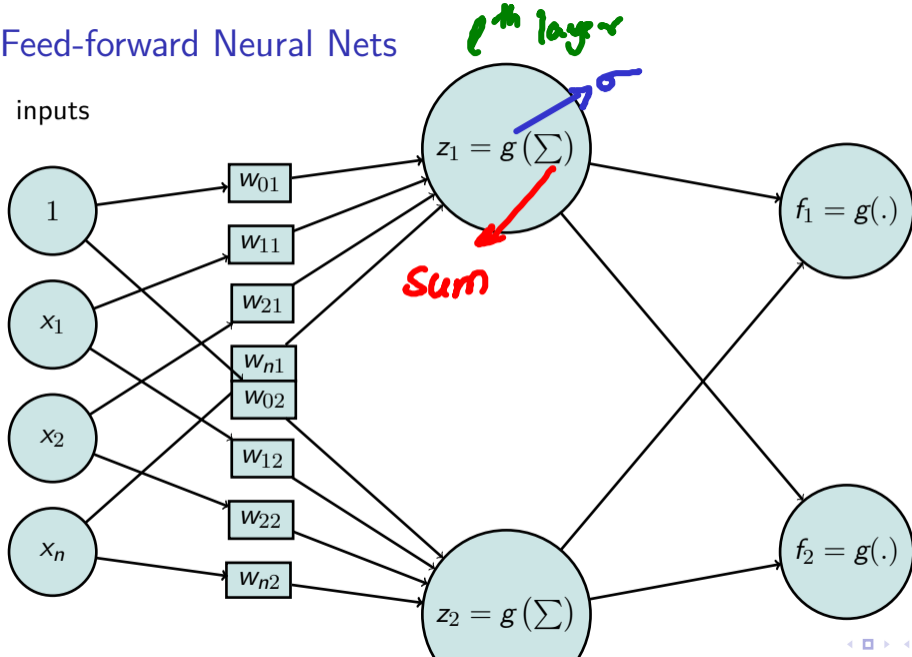 Feed-forward Neural Nets
ℓth layer
σ
inputs
z₁ = g (∑)
1
w₀₁
w₁₁
w₂₁
wₙ₁
w₀₂
w₁₂
w₂₂
wₙ₂
x₁
x₂
xₙ
sum
f₁ = g(.)
f₂ = g(.)
z₂ = g (∑)